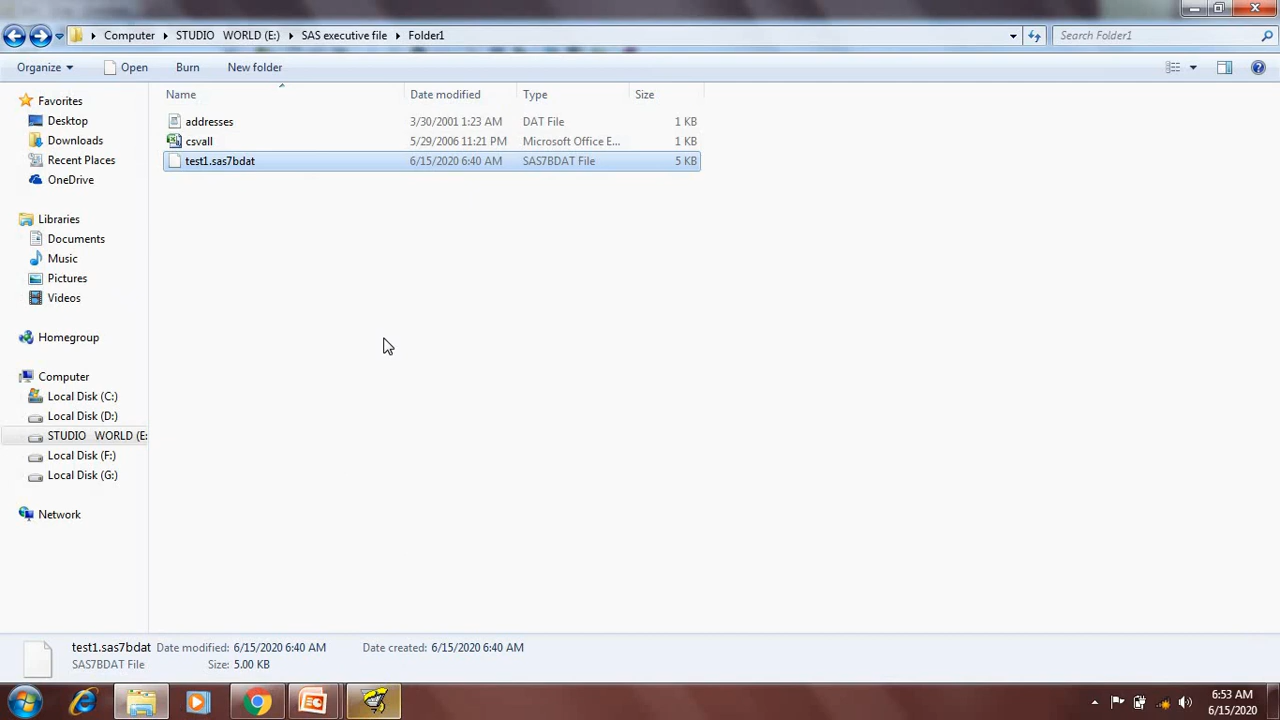 Computer STUDIO WORLD (E:) SAS executive file Folder1 Search Folder1
Organize Open Burn New folder
Name Date modified Type Size
addresses 3/30/2001 1:23 AM DAT File 1 KB
csvall 5/29/2006 11:21 PM Microsoft Office E... 1 KB
test1.sas7bdat 6/15/2020 6:40 AM SAS7BDAT File 5 KB
Favorites
Desktop
Downloads
Recent Places
OneDrive
Libraries
Documents
Music
Pictures
Videos
Homegroup
Computer
Local Disk (C:)
Local Disk (D:)
STUDIO WORLD (E:
Local Disk (F:)
Local Disk (G:)
Network
test1.sas7bdat Date modified: 6/15/2020 6:40 AM Date created: 6/15/2020 6:40 AM
SAS7BDAT File Size: 5.00 KB
6:53 AM
6/15/2020